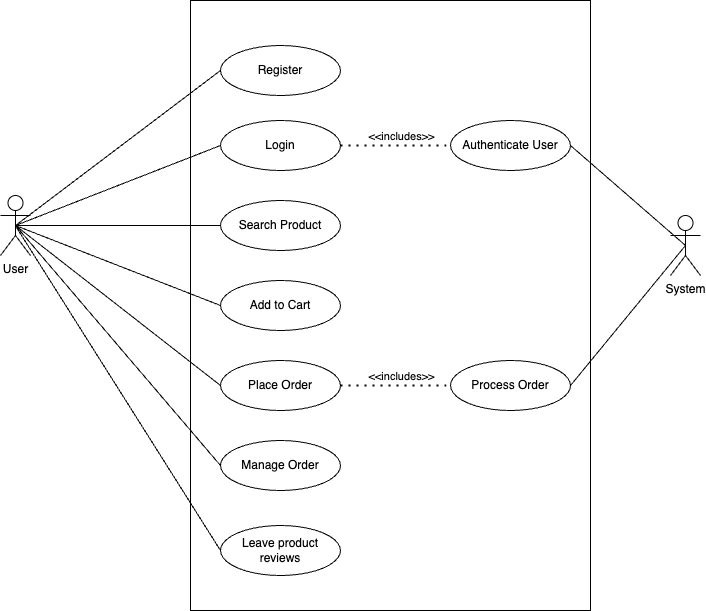 Register
<<includes>>
Login
Authenticate User
Search Product
User
System
Add to Cart
<<includes>>
Place Order
Process Order
Manage Order
Leave product
reviews